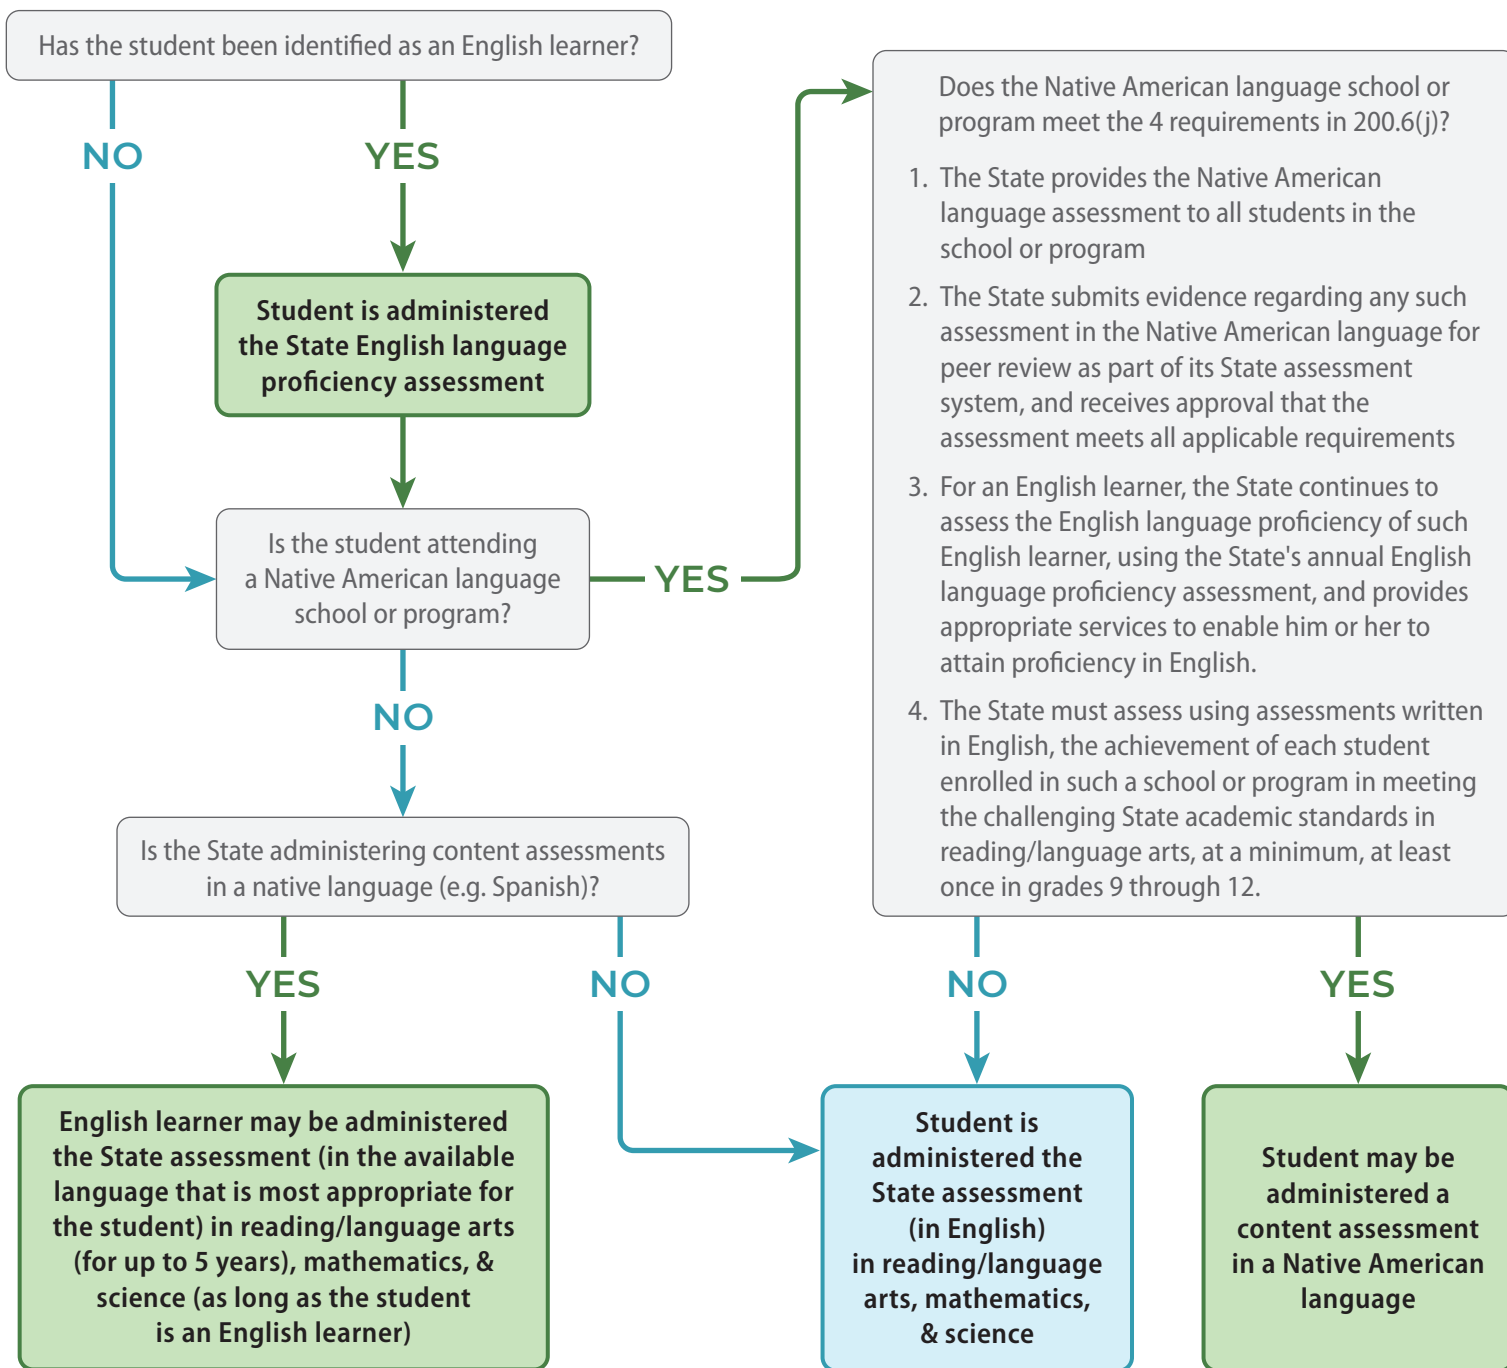 Has the student been identified as an English learner?
NO
YES
Student is administered
the State English language
proficiency assessment
Is the student attending
a Native American language
school or program?
YES
NO
Is the State administering content assessments
in a native language (e.g. Spanish)?
YES
NO
English learner may be administered
the State assessment (in the available
language that is most appropriate for
the student) in reading/language arts
(for up to 5 years), mathematics, &
science (as long as the student
is an English learner)
Does the Native American language school or
program meet the 4 requirements in 200.6(j)?
1. The State provides the Native American
language assessment to all students in the
school or program
2. The State submits evidence regarding any such
assessment in the Native American language for
peer review as part of its State assessment
system, and receives approval that the
assessment meets all applicable requirements
3. For an English learner, the State continues to
assess the English language proficiency of such
English learner, using the State's annual English
language proficiency assessment, and provides
appropriate services to enable him or her to
attain proficiency in English.
4. The State must assess using assessments written
in English, the achievement of each student
enrolled in such a school or program in meeting
the challenging State academic standards in
reading/language arts, at a minimum, at least
once in grades 9 through 12.
NO
YES
Student is
administered the
State assessment
(in English)
in reading/language
arts, mathematics,
& science
Student may be
administered a
content assessment
in a Native American
language